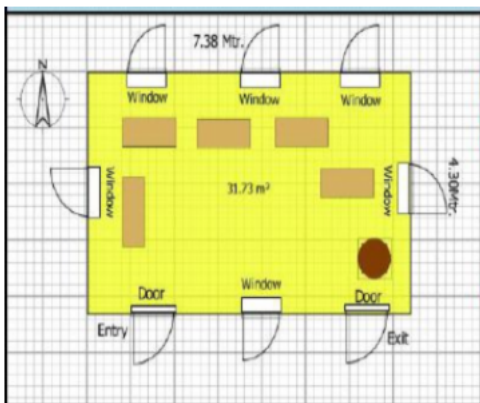 7.38 Mtr.
N
Window
Window
Window
Window
31.73 m²
Window
4.30Mtr.
Door
Window
Door
Entry
Exit